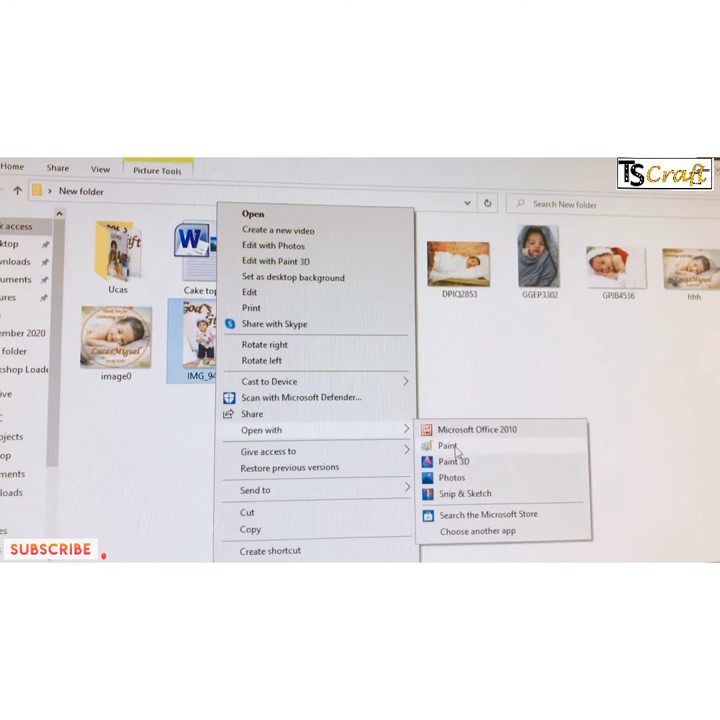 TSCraft
Home Share View Picture Tools
New folder
Search New food
k access
ktop
wnloads
uments
ures
ember 2020
folder
kshop Loade
ive
ojects
op
ments
loads
Ucas
Cake top
DPIQ2853
GGEP3302
GPIB4536
hhh
image0
IMG_94
Open
Create a new video
Edit with Photos
Edit with Paint 3D
Set as desktop background
Edit
Print
Share with Skype
Rotate right
Rotate left
Cast to Device
Scan with Microsoft Defender...
Share
Open with
Give access to
Restore previous versions
Send to
Cut
Copy
Create shortcut
Microsoft Office 2010
Paint
Paint 3D
Photos
Snip & Sketch
Search the Microsoft Store
Choose another app
LucasMiguel
SUBSCRIBE